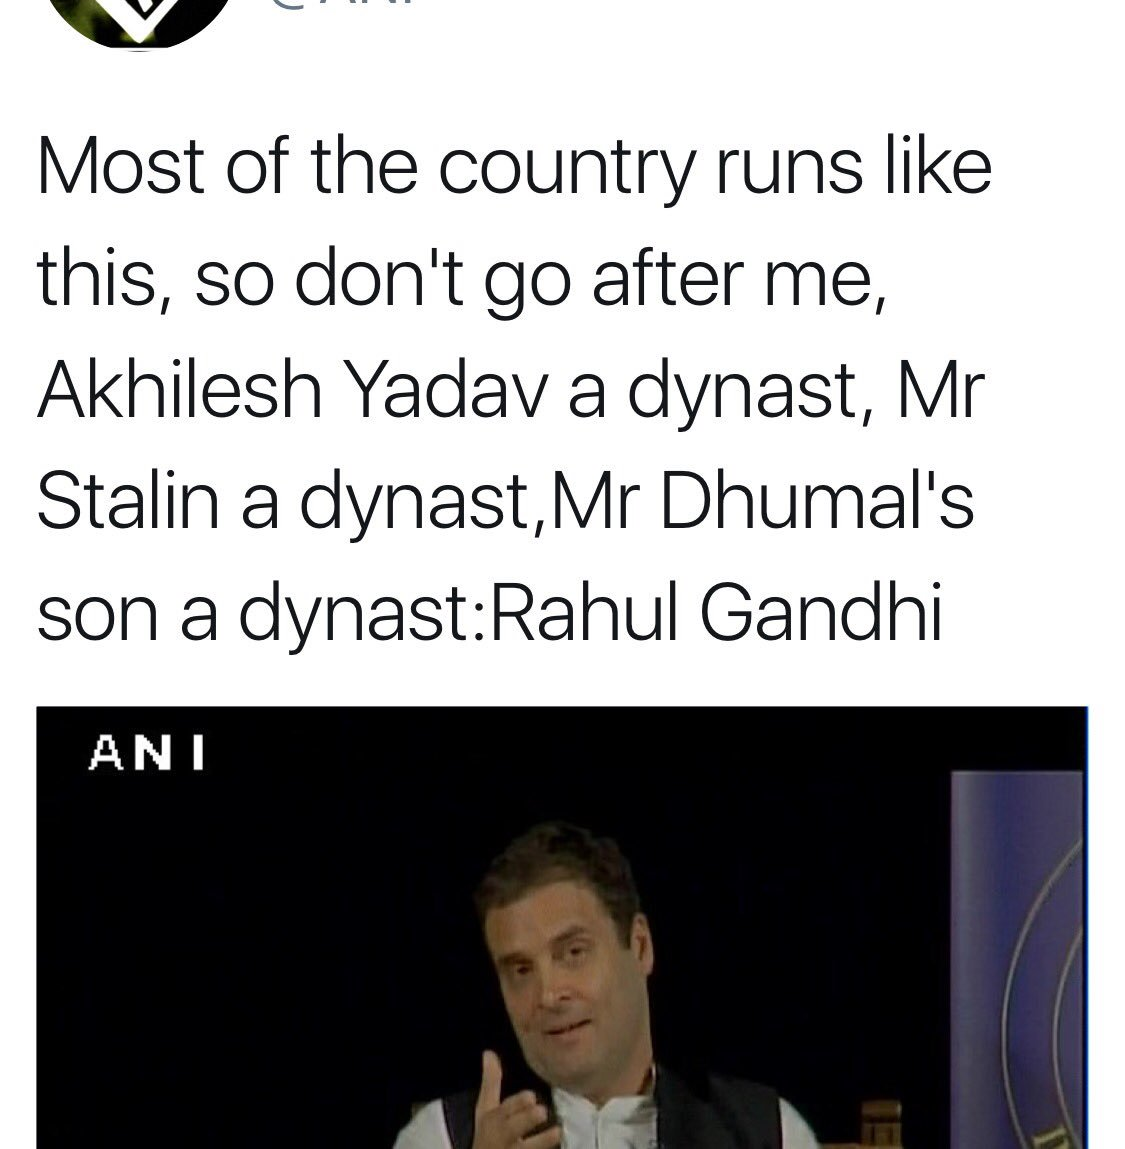 Most of the country runs like
this, so don't go after me,
Akhilesh Yadav a dynast, Mr
Stalin a dynast,Mr Dhumal's
son a dynast:Rahul Gandhi
ANI